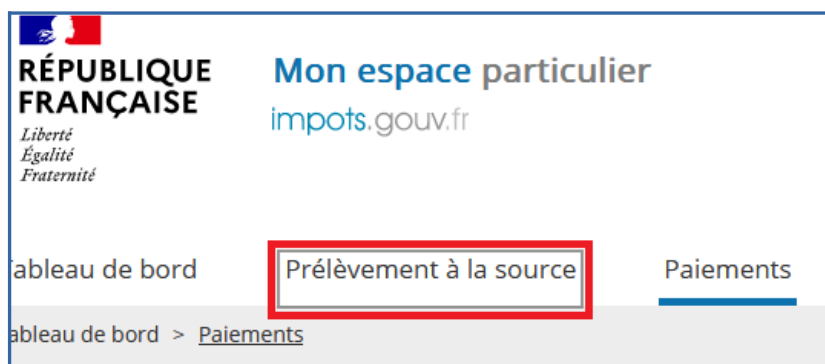 RÉPUBLIQUE
FRANÇAISE
Liberté
Égalité
Fraternité
Mon espace particulier
impots.gouv.fr
ableau de bord Prélèvement à la source Paiements
ableau de bord > Paiements